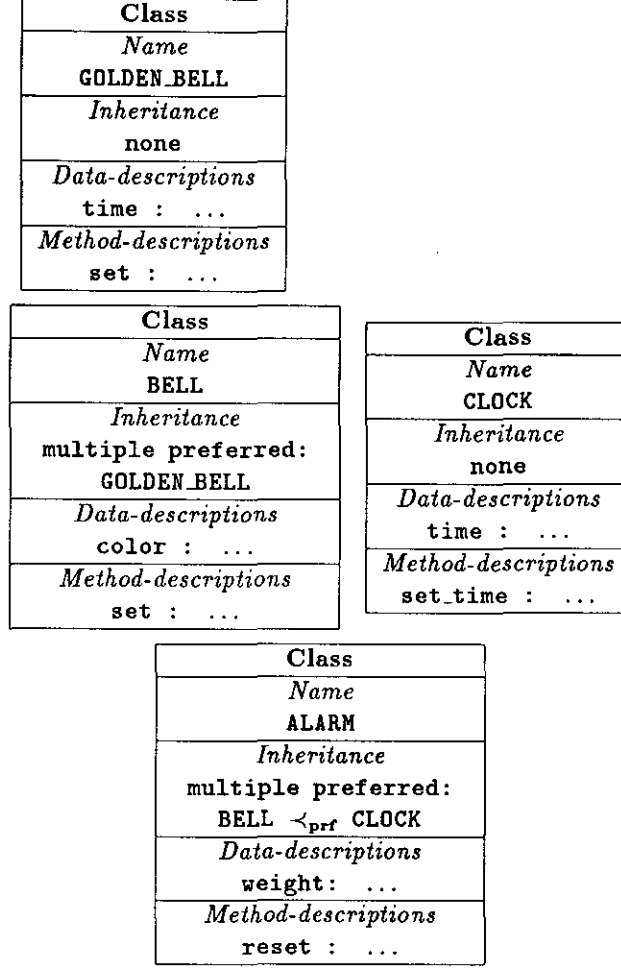 Class
Name
GOLDEN_BELL
Inheritance
none
Data-descriptions
time : ...
Method-descriptions
set : ...
Class
Name
BELL
Inheritance
multiple preferred:
GOLDEN_BELL
Data-descriptions
color : ...
Method-descriptions
set : ...
Class
Name
CLOCK
Inheritance
none
Data-descriptions
time : ...
Method-descriptions
set_time : ...
Class
Name
ALARM
Inheritance
multiple preferred:
BELL ≺prf CLOCK
Data-descriptions
weight: ...
Method-descriptions
reset : ...